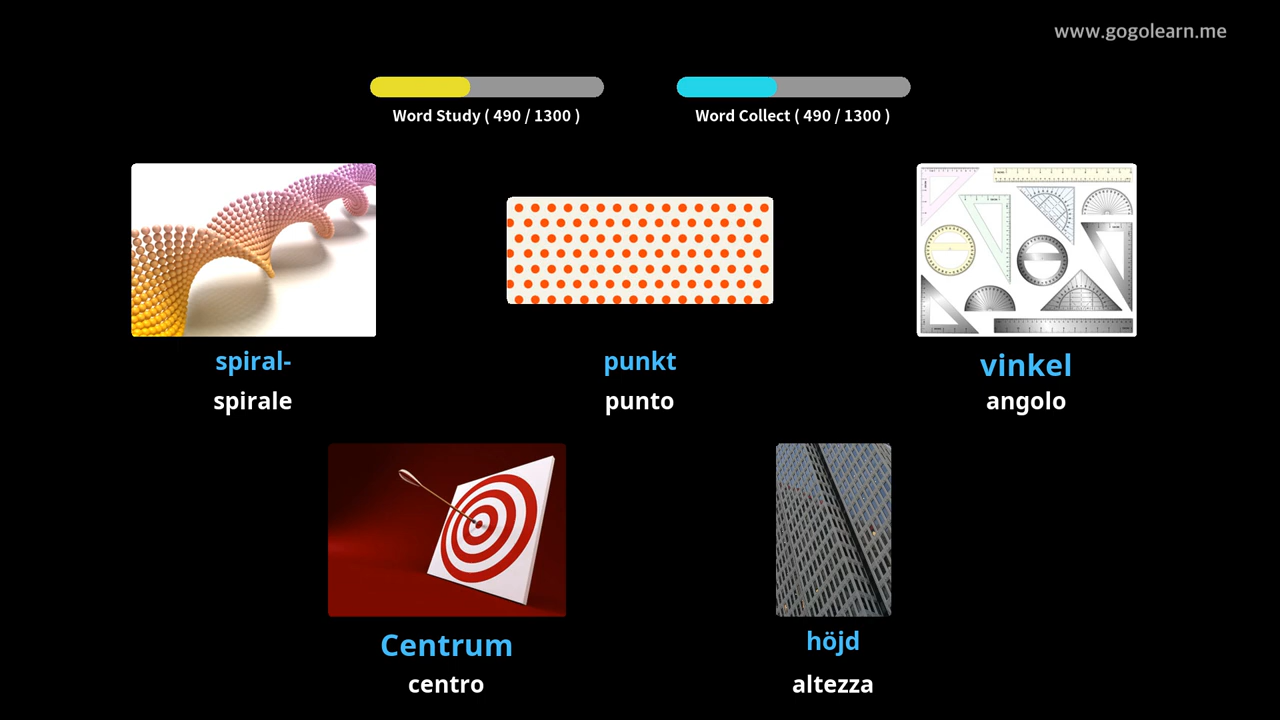 www.gogolearn.me
Word Study ( 490 / 1300 )
Word Collect ( 490 / 1300 )
spiral-
spirale
punkt
punto
vinkel
angolo
Centrum
centro
höjd
altezza